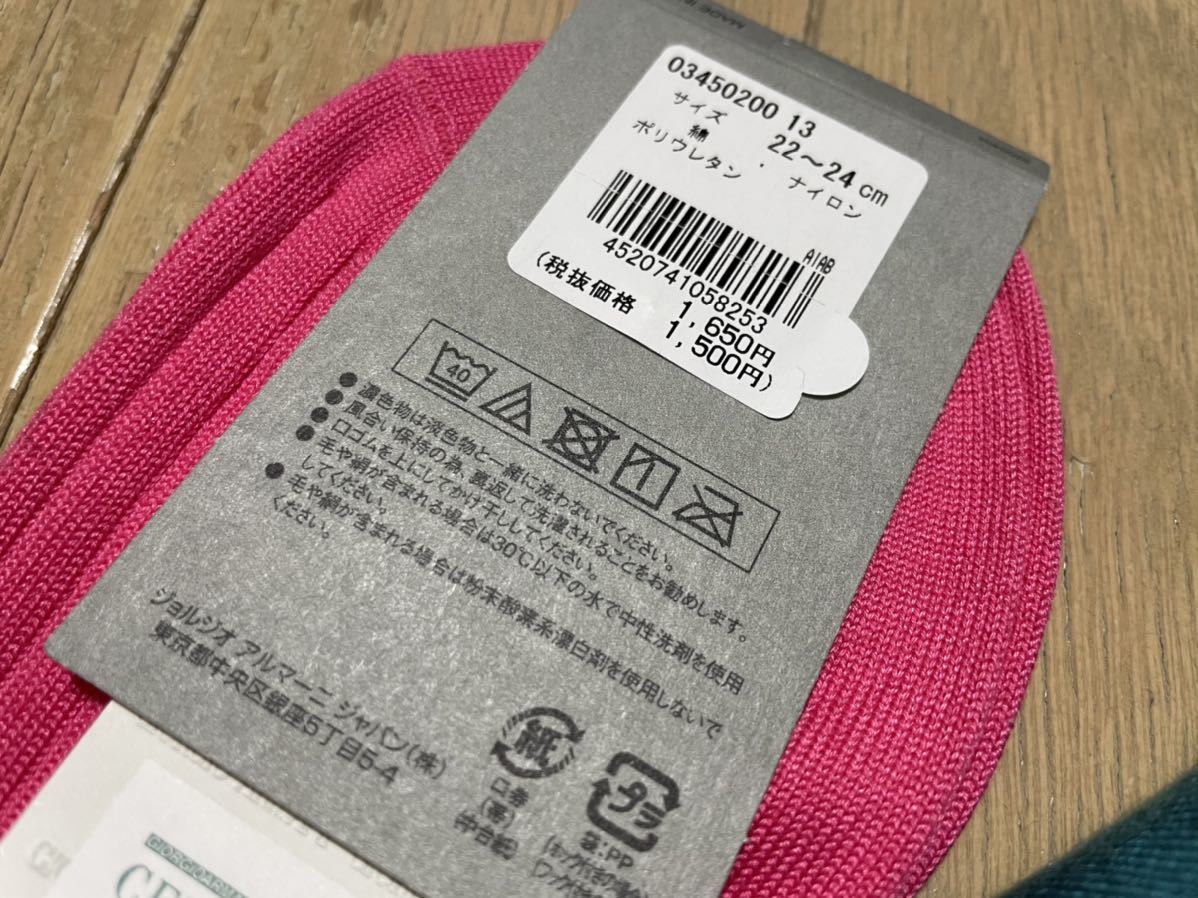 MADE I
03450200 13
サイズ 22～24 cm
綿 ・ ナイロン
ポリウレタン
AIAB
4520741058253
1,650円
(税抜価格 1,500円)
40
●濃色物は淡色物と一緒に洗わないでください。
●風合い保持の為、裏返して洗濯されることをお勧めします。
●口ゴムを上にしてかけ干ししてください。
●毛や絹が含まれる場合は30℃以下の水で中性洗剤を使用
してください。
●毛や絹が含まれる場合は粉末酸素系漂白剤を使用しないで
ください。
ジョルジオ アルマーニ ジャパン(株)
東京都中央区銀座5丁目5-4
紙
口券
(帯)
中台紙
プラ
袋:PP
GIORGIOARMA